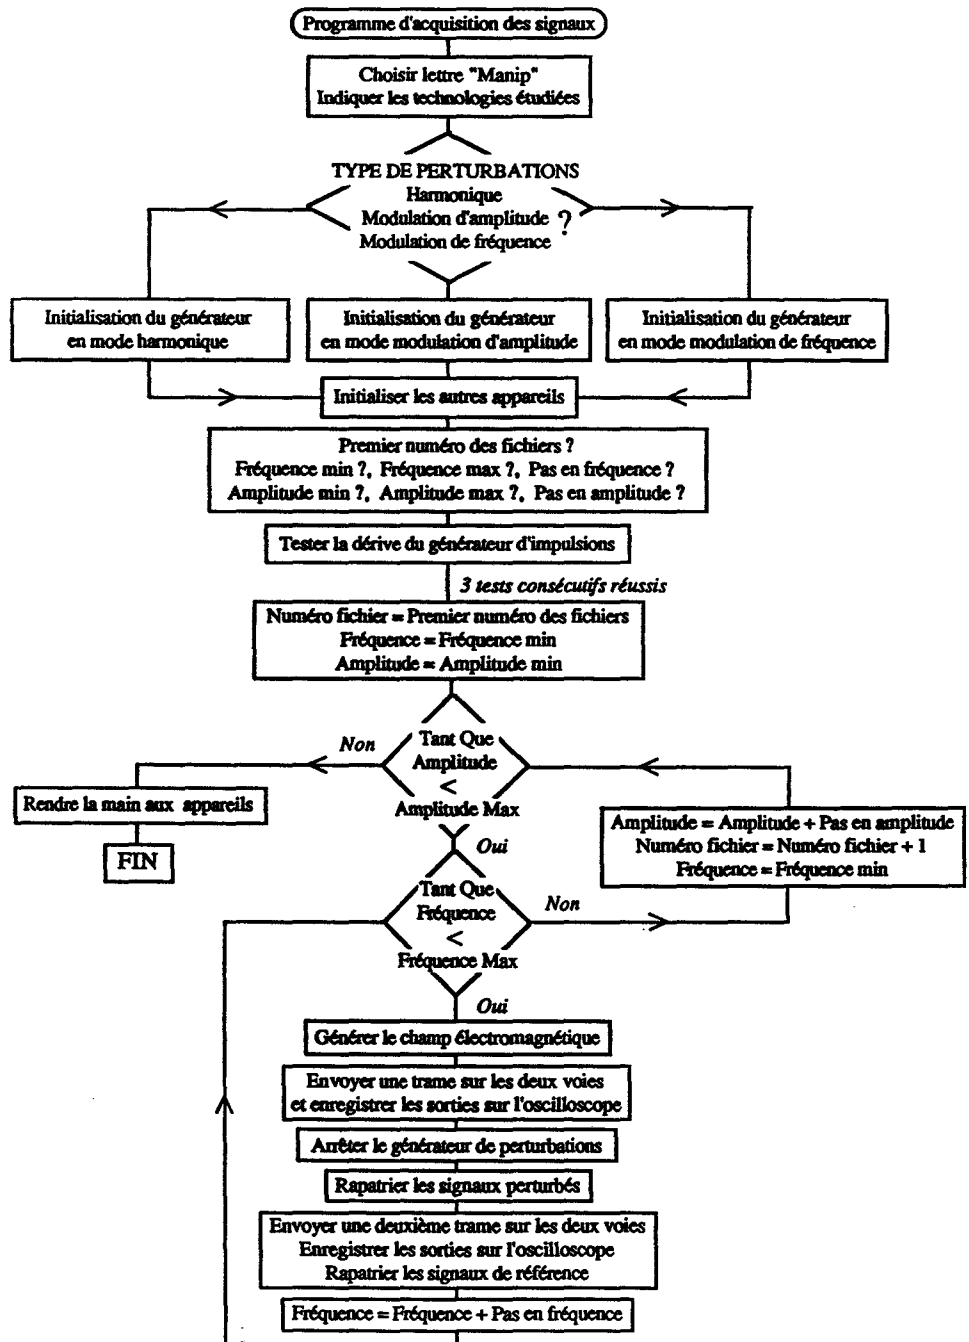 Programme d'acquisition des signaux
Choisir lettre "Manip"
Indiquer les technologies étudiées
TYPE DE PERTURBATIONS
Harmonique
Modulation d'amplitude ?
Modulation de fréquence
Initialisation du générateur
en mode harmonique
Initialisation du générateur
en mode modulation d'amplitude
Initialisation du générateur
en mode modulation de fréquence
Initialiser les autres appareils
Premier numéro des fichiers ?
Fréquence min ?, Fréquence max ?, Pas en fréquence ?
Amplitude min ?, Amplitude max ?, Pas en amplitude ?
Tester la dérive du générateur d'impulsions
3 tests consécutifs réussis
Numéro fichier = Premier numéro des fichiers
Fréquence = Fréquence min
Amplitude = Amplitude min
Tant Que
Amplitude
<
Amplitude Max
Non
Rendre la main aux appareils
FIN
Oui
Amplitude = Amplitude + Pas en amplitude
Numéro fichier = Numéro fichier + 1
Fréquence = Fréquence min
Tant Que
Fréquence
<
Fréquence Max
Non
Oui
Générer le champ électromagnétique
Envoyer une trame sur les deux voies
et enregistrer les sorties sur l'oscilloscope
Arrêter le générateur de perturbations
Rapatrier les signaux perturbés
Envoyer une deuxième trame sur les deux voies
Enregistrer les sorties sur l'oscilloscope
Rapatrier les signaux de référence
Fréquence = Fréquence + Pas en fréquence